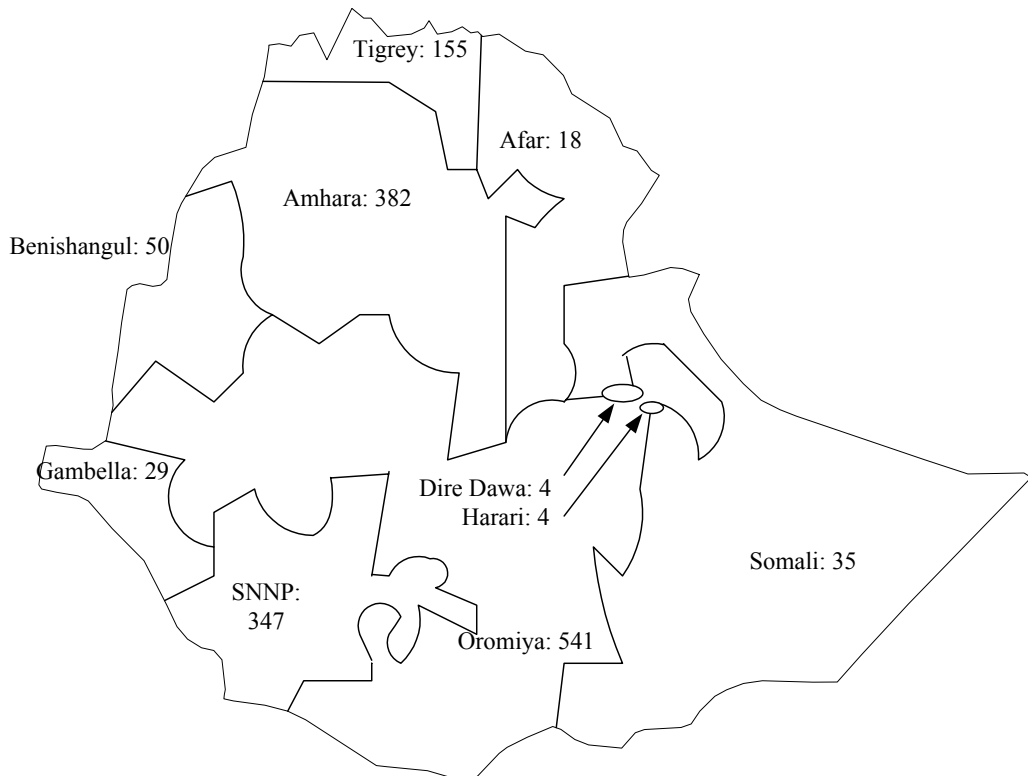 Tigrey: 155
Afar: 18
Amhara: 382
Benishangul: 50
Gambella: 29
Dire Dawa: 4
Harari: 4
Somali: 35
SNNP:
347
Oromiya: 541